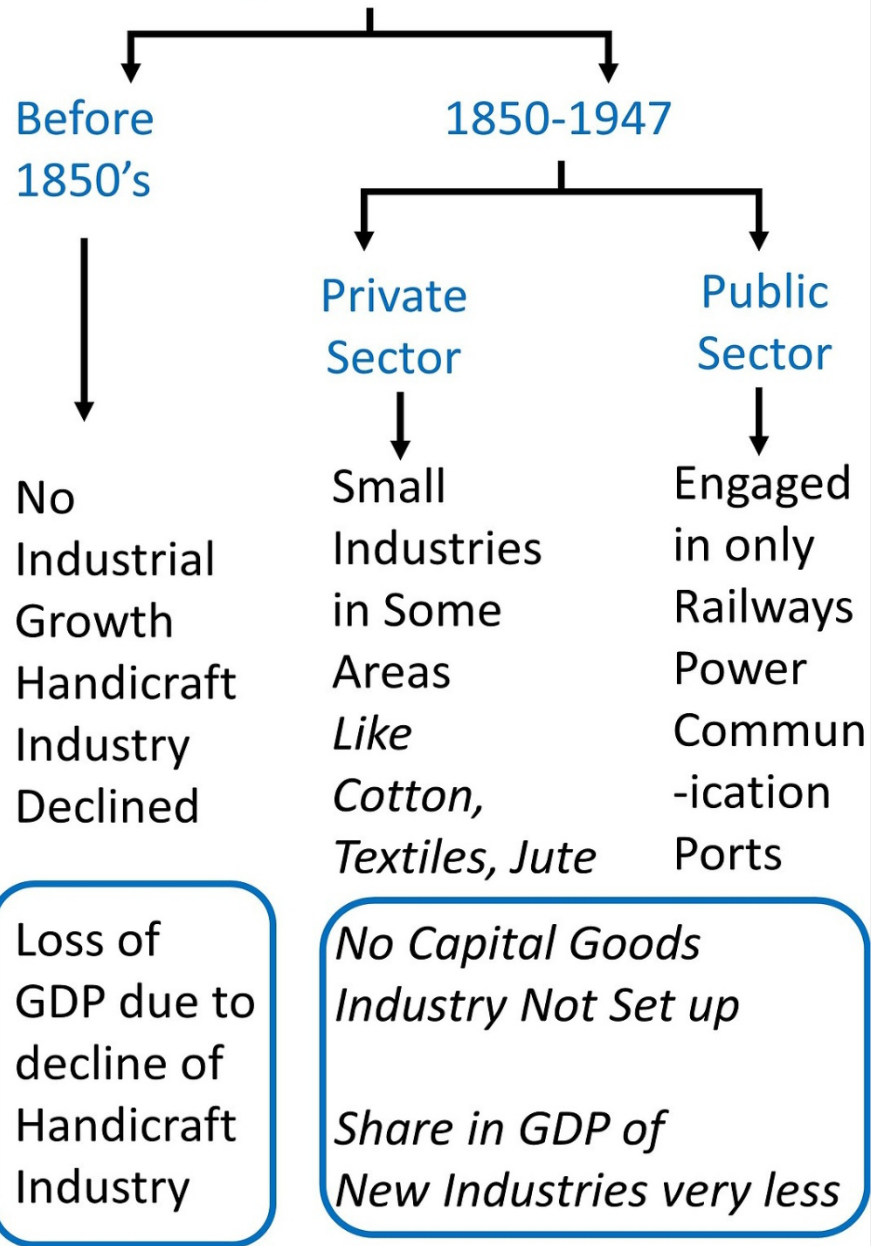 Before
1850's
1850-1947
Private
Sector
Public
Sector
No
Industrial
Growth
Handicraft
Industry
Declined
Small
Industries
in Some
Areas
Like
Cotton,
Textiles, Jute
Engaged
in only
Railways
Power
Commun
-ication
Ports
Loss of
GDP due to
decline of
Handicraft
Industry
No Capital Goods
Industry Not Set up
Share in GDP of
New Industries very less